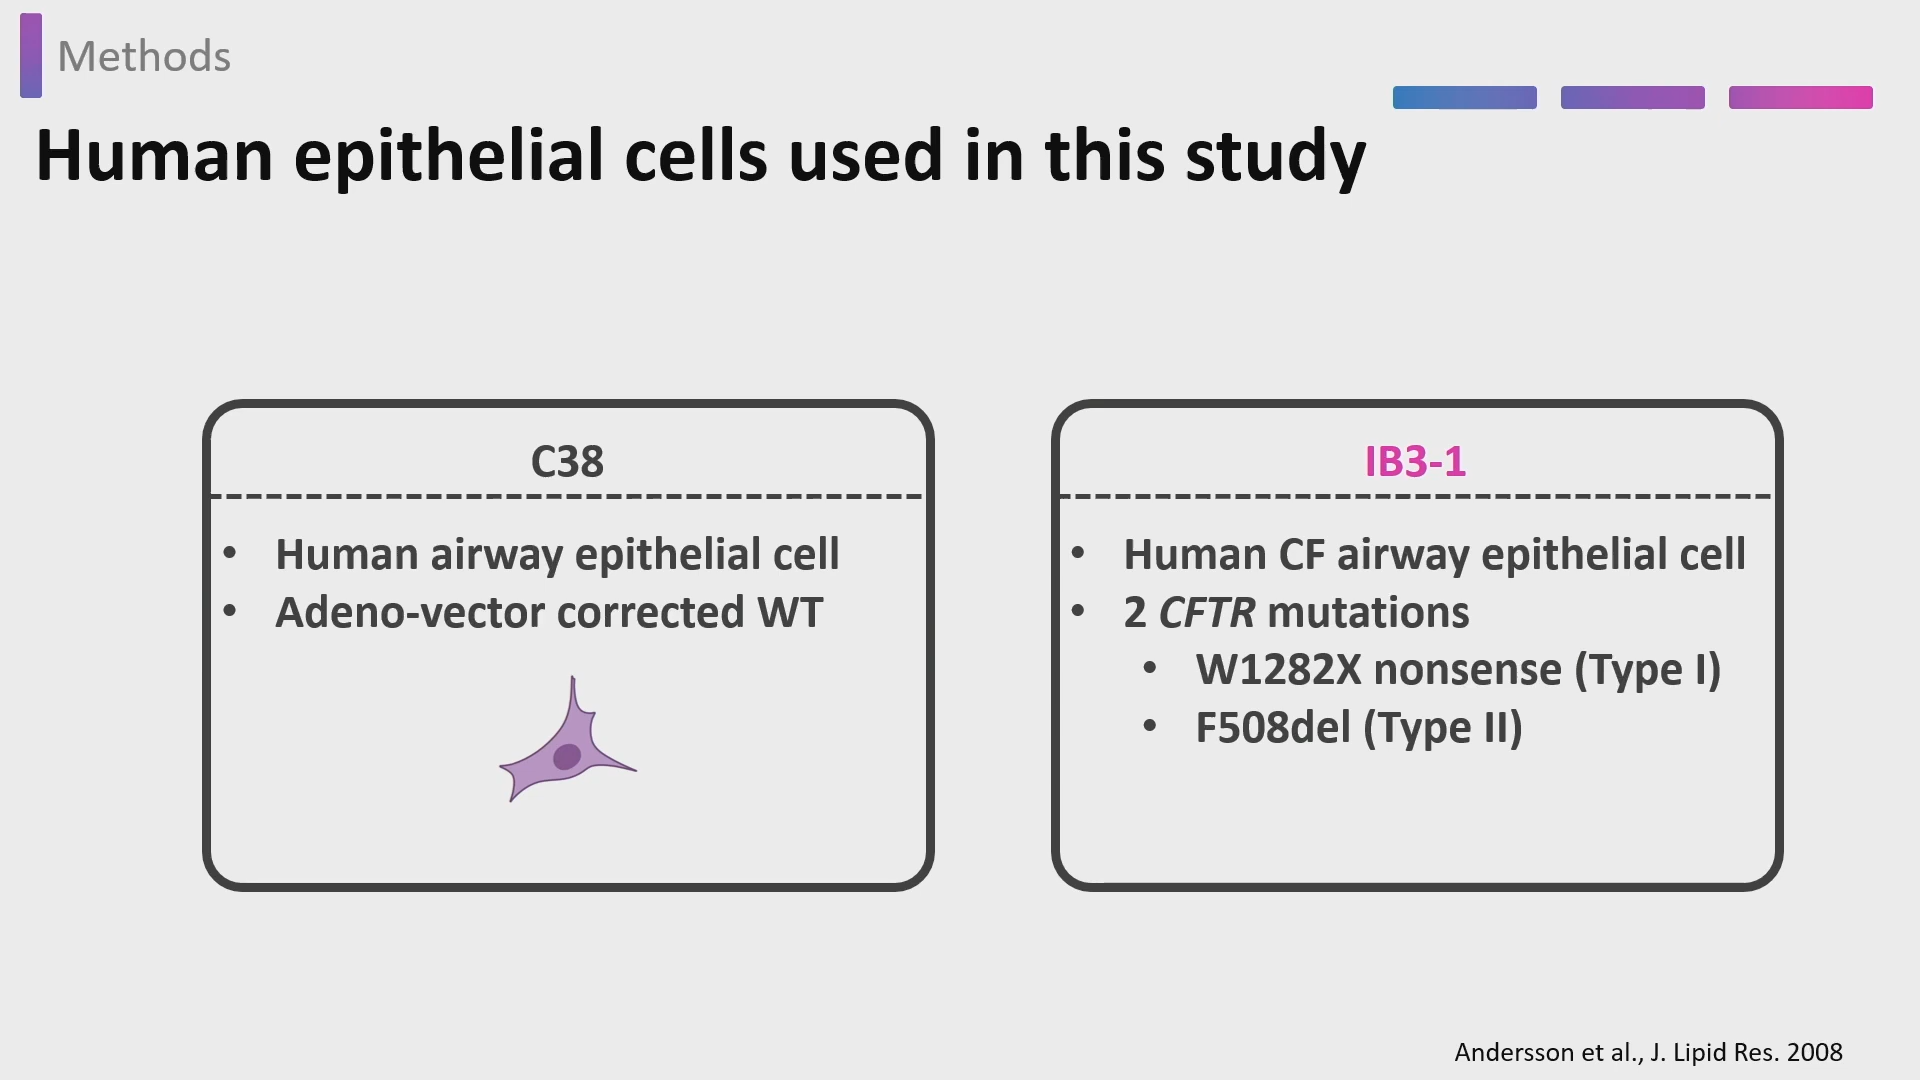 Methods
Human epithelial cells used in this study
C38
• Human airway epithelial cell
• Adeno-vector corrected WT
IB3-1
• Human CF airway epithelial cell
• 2 CFTR mutations
• W1282X nonsense (Type I)
• F508del (Type II)
Andersson et al., J. Lipid Res. 2008